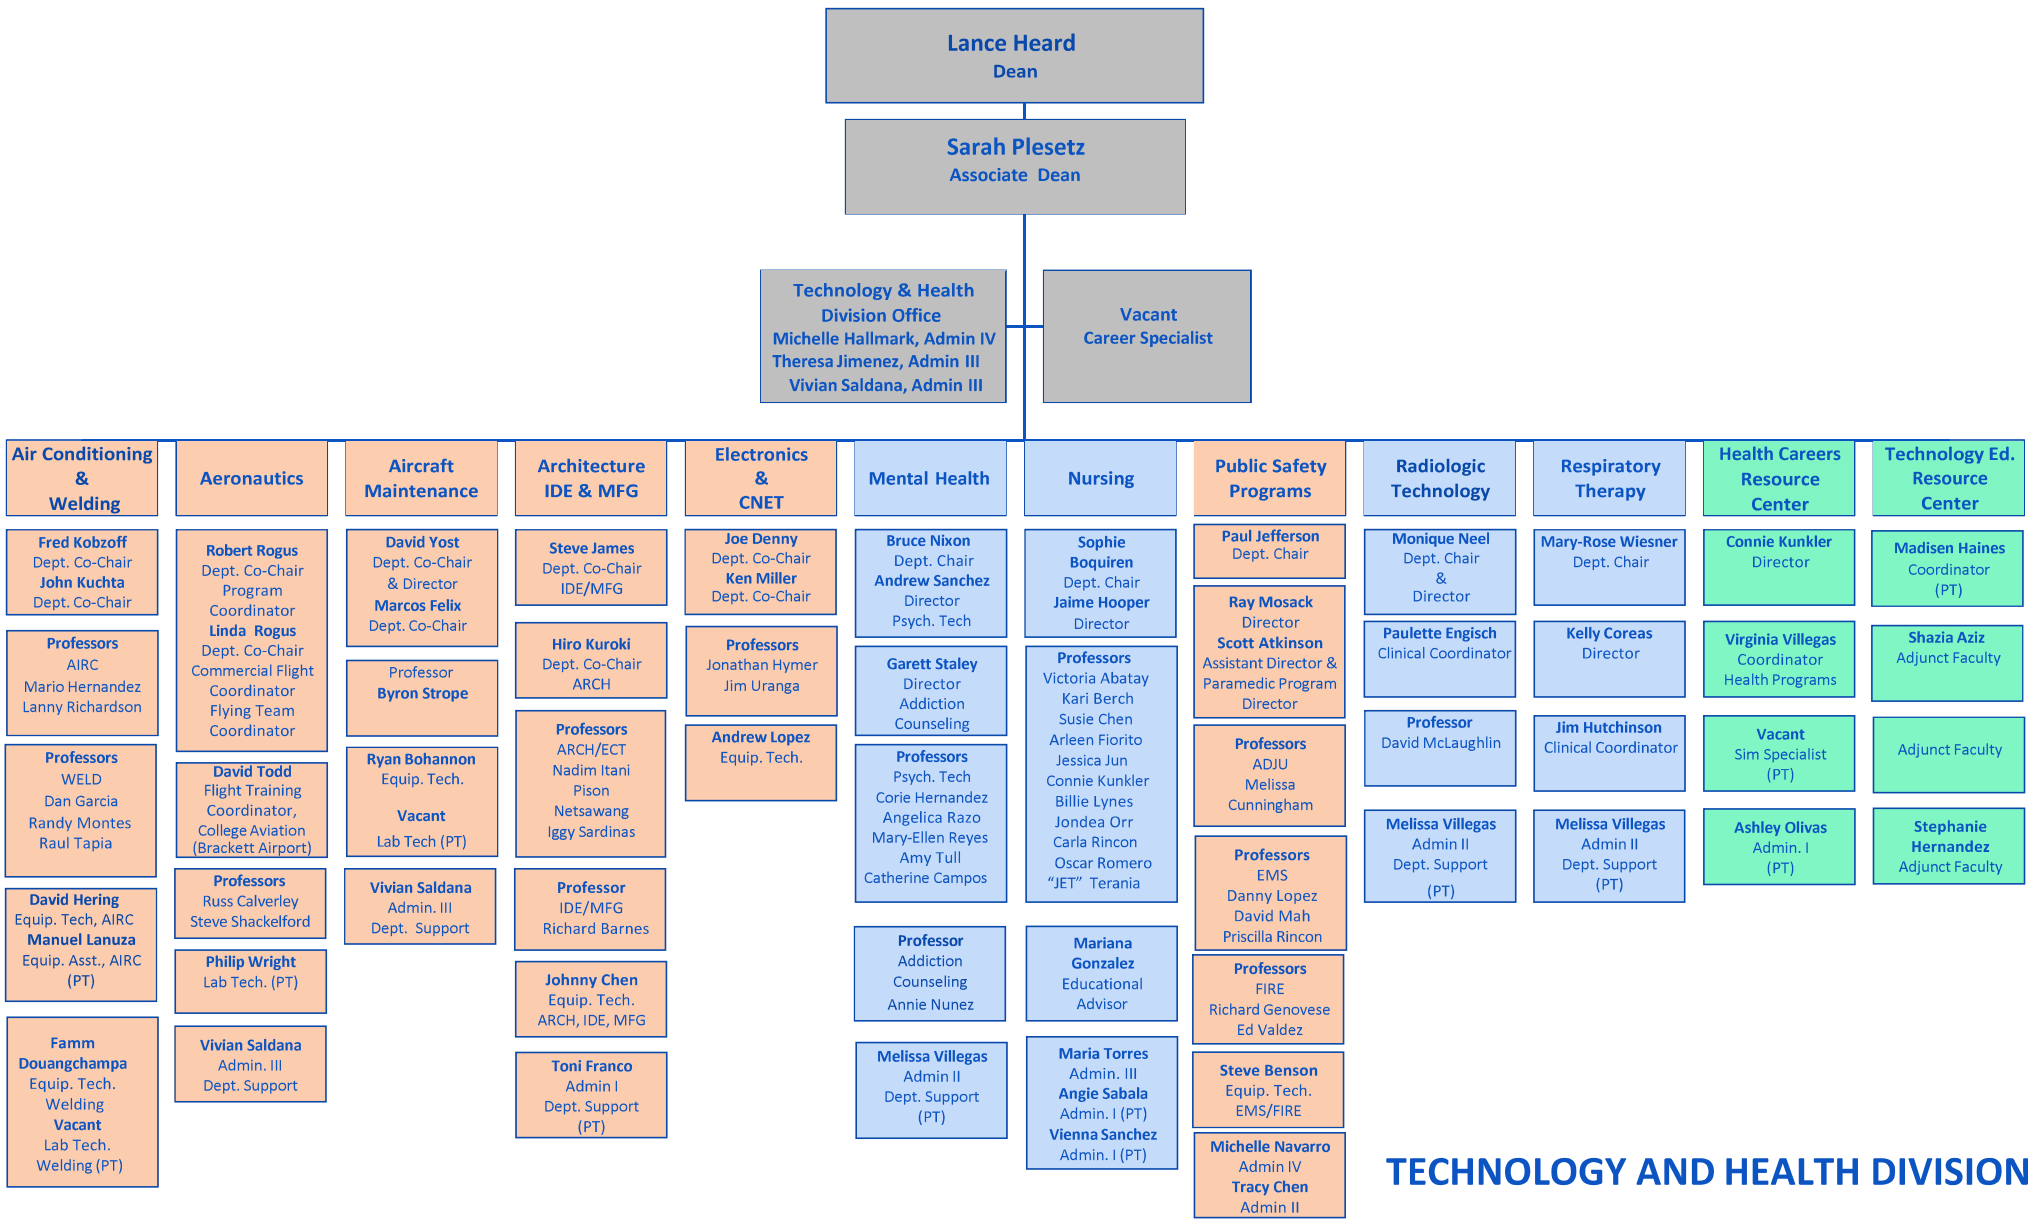 Lance Heard
Dean
Sarah Plesetz
Associate Dean
Technology & Health
Division Office
Michelle Hallmark, Admin IV
Theresa Jimenez, Admin III
Vivian Saldana, Admin III
Vacant
Career Specialist
Air Conditioning
&
Welding
Fred Kobzoff
Dept. Co-Chair
John Kuchta
Dept. Co-Chair
Professors
AIRC
Mario Hernandez
Lanny Richardson
Professors
WELD
Dan Garcia
Randy Montes
Raul Tapia
David Hering
Equip. Tech, AIRC
Manuel Lanuza
Equip. Asst., AIRC
(PT)
Famm
Douangchampa
Equip. Tech.
Welding
Vacant
Lab Tech.
Welding (PT)
Aeronautics
Robert Rogus
Dept. Co-Chair
Program
Coordinator
Linda Rogus
Dept. Co-Chair
Commercial Flight
Coordinator
Flying Team
Coordinator
David Todd
Flight Training
Coordinator,
College Aviation
(Brackett Airport)
Professors
Russ Calverley
Steve Shackelford
Philip Wright
Lab Tech. (PT)
Vivian Saldana
Admin. III
Dept. Support
Aircraft
Maintenance
David Yost
Dept. Co-Chair
& Director
Marcos Felix
Dept. Co-Chair
Professor
Byron Strope
Ryan Bohannon
Equip. Tech.
Vacant
Lab Tech (PT)
Vivian Saldana
Admin. III
Dept. Support
Architecture
IDE & MFG
Steve James
Dept. Co-Chair
IDE/MFG
Hiro Kuroki
Dept. Co-Chair
ARCH
Professors
ARCH/ECT
Nadim Itani
Pison
Netsawang
Iggy Sardinas
Professor
IDE/MFG
Richard Barnes
Johnny Chen
Equip. Tech.
ARCH, IDE, MFG
Toni Franco
Admin I
Dept. Support
(PT)
Electronics
&
CNET
Joe Denny
Dept. Co-Chair
Ken Miller
Dept. Co-Chair
Professors
Jonathan Hymer
Jim Uranga
Andrew Lopez
Equip. Tech.
Mental Health
Bruce Nixon
Dept. Chair
Andrew Sanchez
Director
Psych. Tech
Garett Staley
Director
Addiction
Counseling
Professors
Psych. Tech
Corie Hernandez
Angelica Razo
Mary-Ellen Reyes
Amy Tull
Catherine Campos
Professor
Addiction
Counseling
Annie Nunez
Melissa Villegas
Admin II
Dept. Support
(PT)
Nursing
Sophie
Boquiren
Dept. Chair
Jaime Hooper
Director
Professors
Victoria Abatay
Kari Berch
Susie Chen
Arleen Fiorito
Jessica Jun
Connie Kunkler
Billie Lynes
Jondea Orr
Carla Rincon
Oscar Romero
“JET” Terania
Mariana
Gonzalez
Educational
Advisor
Maria Torres
Admin. III
Angie Sabala
Admin. I (PT)
Vienna Sanchez
Admin. I (PT)
Public Safety
Programs
Paul Jefferson
Dept. Chair
Ray Mosack
Director
Scott Atkinson
Assistant Director &
Paramedic Program
Director
Professors
ADJU
Melissa
Cunningham
Professors
EMS
Danny Lopez
David Mah
Priscilla Rincon
Professors
FIRE
Richard Genovese
Ed Valdez
Steve Benson
Equip. Tech.
EMS/FIRE
Michelle Navarro
Admin IV
Tracy Chen
Admin II
Radiologic
Technology
Monique Neel
Dept. Chair
&
Director
Paulette Engisch
Clinical Coordinator
Professor
David McLaughlin
Melissa Villegas
Admin II
Dept. Support
(PT)
Respiratory
Therapy
Mary-Rose Wiesner
Dept. Chair
Kelly Coreas
Director
Jim Hutchinson
Clinical Coordinator
Melissa Villegas
Admin II
Dept. Support
(PT)
Health Careers
Resource
Center
Connie Kunkler
Director
Virginia Villegas
Coordinator
Health Programs
Vacant
Sim Specialist
(PT)
Ashley Olivas
Admin. I
(PT)
Technology Ed.
Resource
Center
Madisen Haines
Coordinator
(PT)
Shazia Aziz
Adjunct Faculty
Adjunct Faculty
Stephanie
Hernandez
Adjunct Faculty
TECHNOLOGY AND HEALTH DIVISION